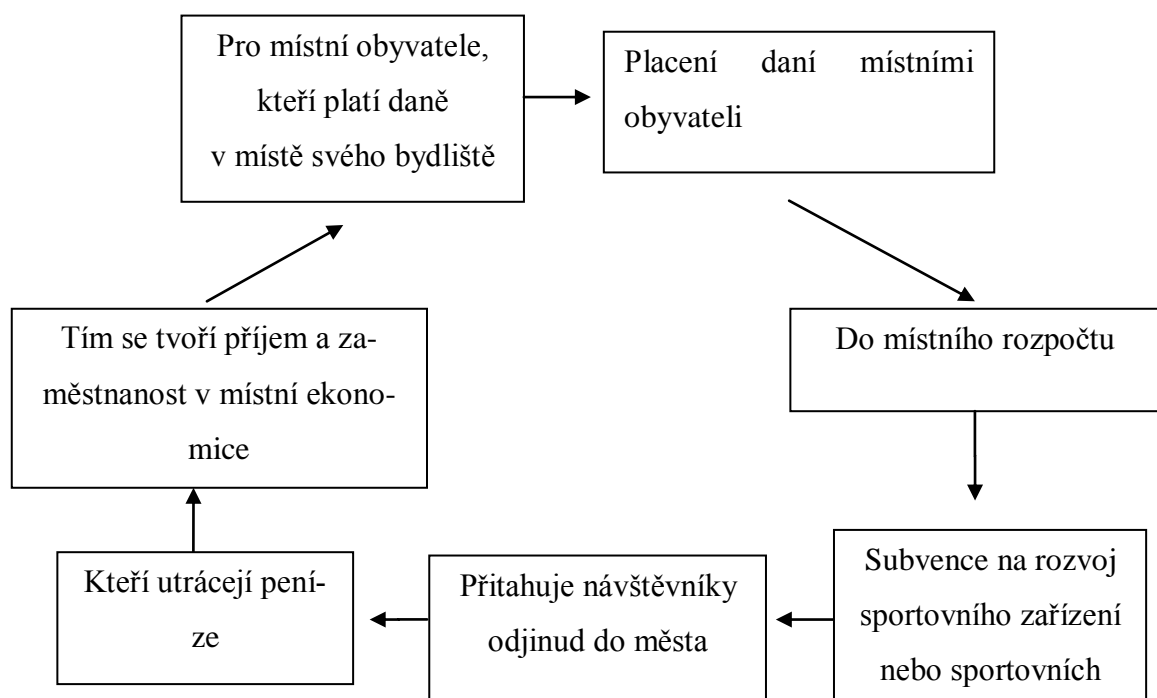 Pro místní obyvatele,
kteří platí daně
v místě svého bydliště
Placení daní místními
obyvateli
Do místního rozpočtu
Subvence na rozvoj
sportovního zařízení
nebo sportovních
Přitahuje návštěvníky
odjinud do města
Kteří utrácejí pení-
ze
Tím se tvoří příjem a za-
městnanost v místní ekono-
mice